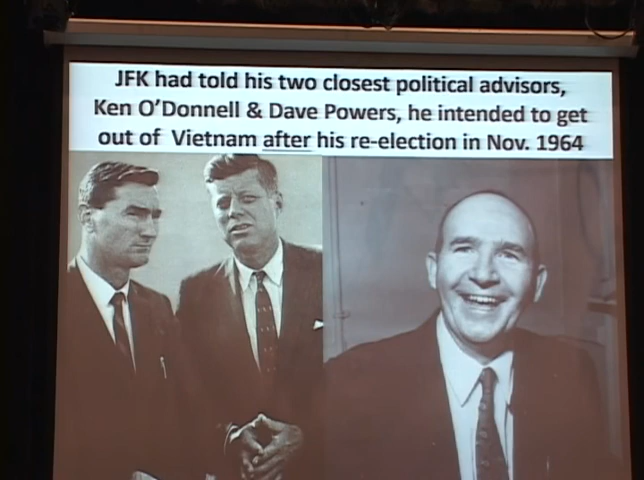 JFK had told his two closest political advisors,
Ken O'Donnell & Dave Powers, he intended to get
out of Vietnam after his re-election in Nov. 1964